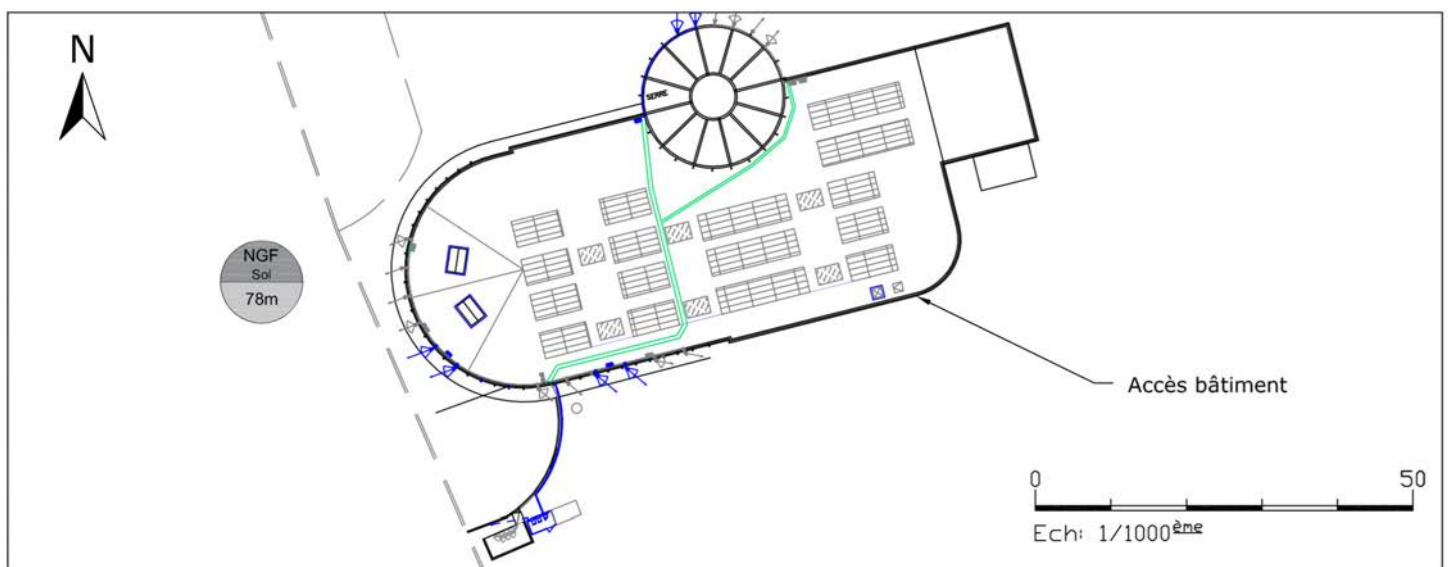 N
SERRE
NGF
Sol
78m
Accès bâtiment
0 50
Ech: 1/1000ème